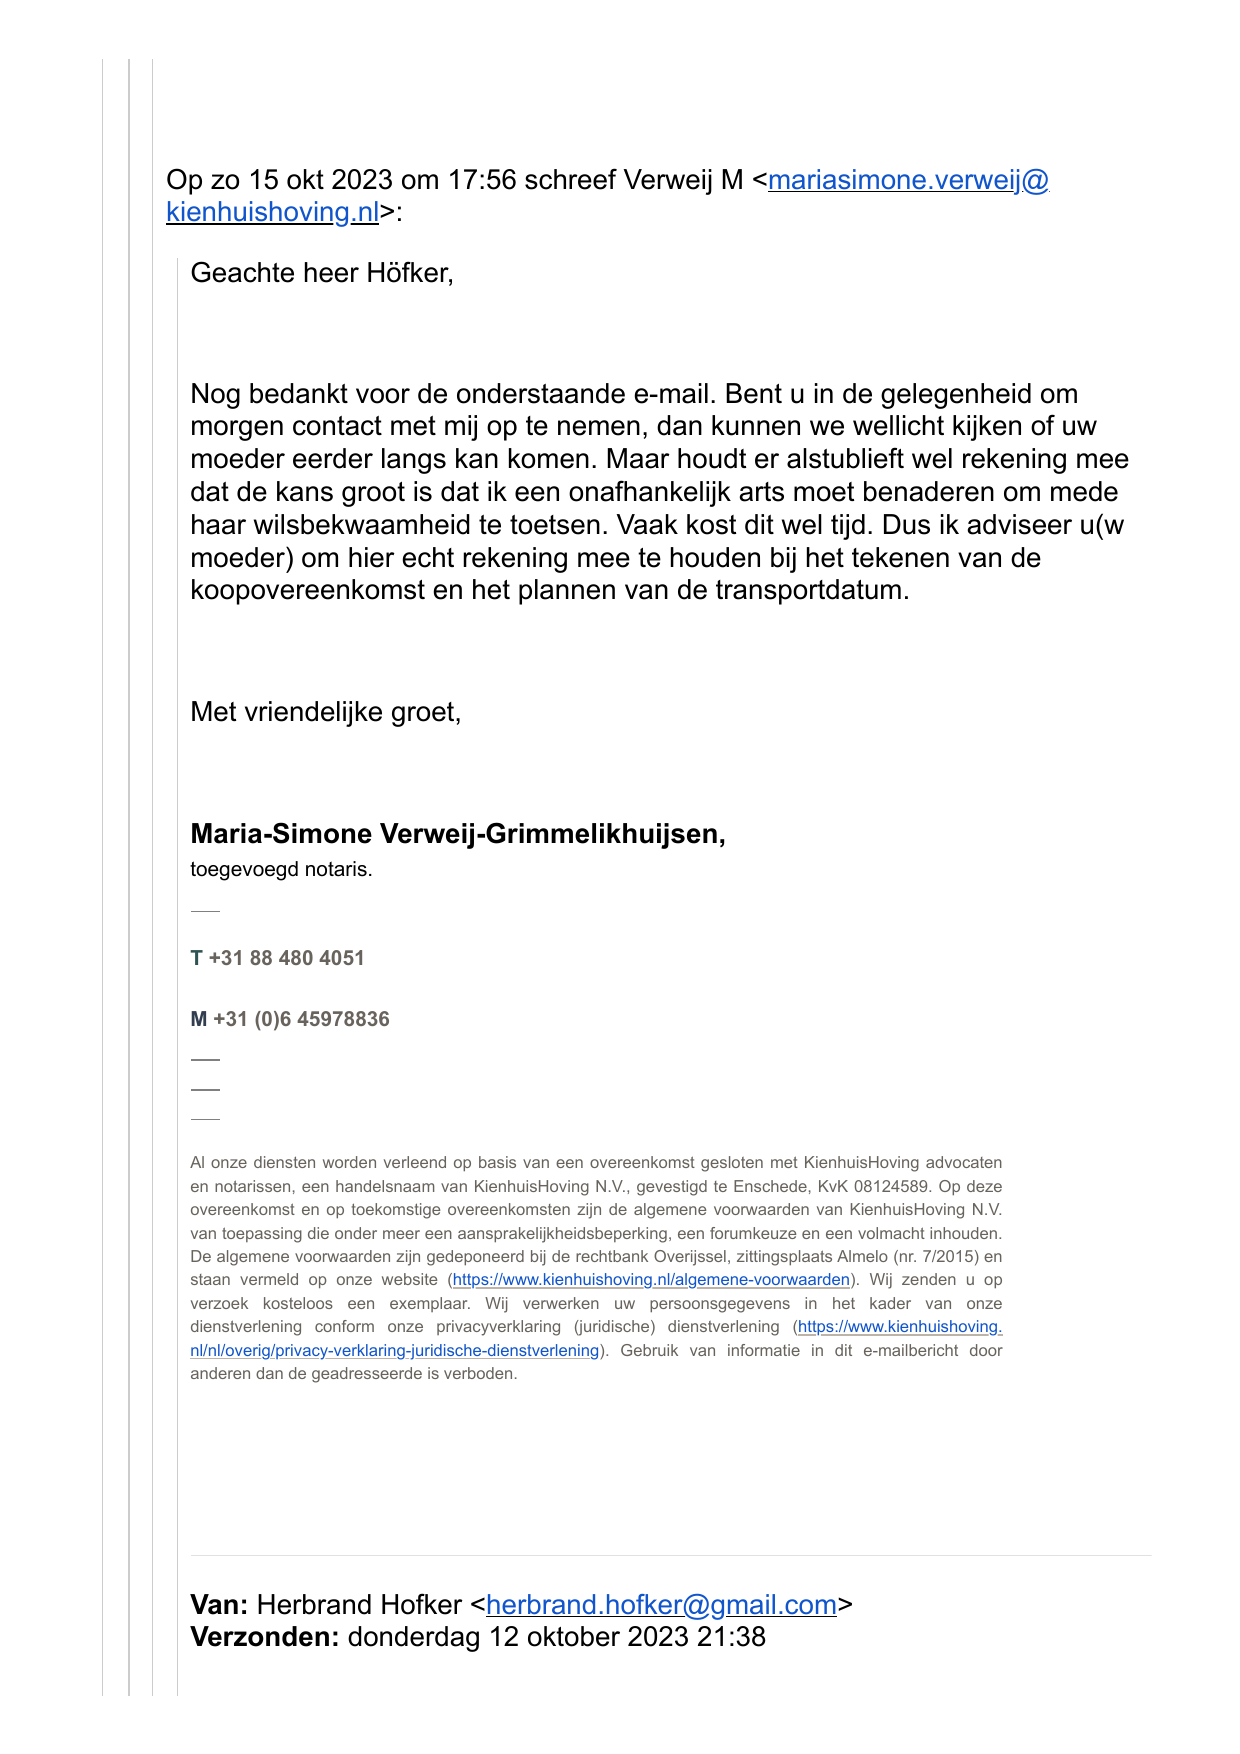 Op zo 15 okt 2023 om 17:56 schreef Verweij M <mariasimone.verweij@
kienhuishoving.nl>:
Geachte heer Höfker,
Nog bedankt voor de onderstaande e-mail. Bent u in de gelegenheid om
morgen contact met mij op te nemen, dan kunnen we wellicht kijken of uw
moeder eerder langs kan komen. Maar houdt er alstublieft wel rekening mee
dat de kans groot is dat ik een onafhankelijk arts moet benaderen om mede
haar wilsbekwaamheid te toetsen. Vaak kost dit wel tijd. Dus ik adviseer u(w
moeder) om hier echt rekening mee te houden bij het tekenen van de
koopovereenkomst en het plannen van de transportdatum.
Met vriendelijke groet,
Maria-Simone Verweij-Grimmelikhuijsen,
toegevoegd notaris.
T +31 88 480 4051
M +31 (0)6 45978836
Al onze diensten worden verleend op basis van een overeenkomst gesloten met KienhuisHoving advocaten
en notarissen, een handelsnaam van KienhuisHoving N.V., gevestigd te Enschede, KvK 08124589. Op deze
overeenkomst en op toekomstige overeenkomsten zijn de algemene voorwaarden van KienhuisHoving N.V.
van toepassing die onder meer een aansprakelijkheidsbeperking, een forumkeuze en een volmacht inhouden.
De algemene voorwaarden zijn gedeponeerd bij de rechtbank Overijssel, zittingsplaats Almelo (nr. 7/2015) en
staan vermeld op onze website (https://www.kienhuishoving.nl/algemene-voorwaarden). Wij zenden u op
verzoek kosteloos een exemplaar. Wij verwerken uw persoonsgegevens in het kader van onze
dienstverlening conform onze privacyverklaring (juridische) dienstverlening (https://www.kienhuishoving.
nl/nl/overig/privacy-verklaring-juridische-dienstverlening). Gebruik van informatie in dit e-mailbericht door
anderen dan de geadresseerde is verboden.
Van: Herbrand Hofker <herbrand.hofker@gmail.com>
Verzonden: donderdag 12 oktober 2023 21:38